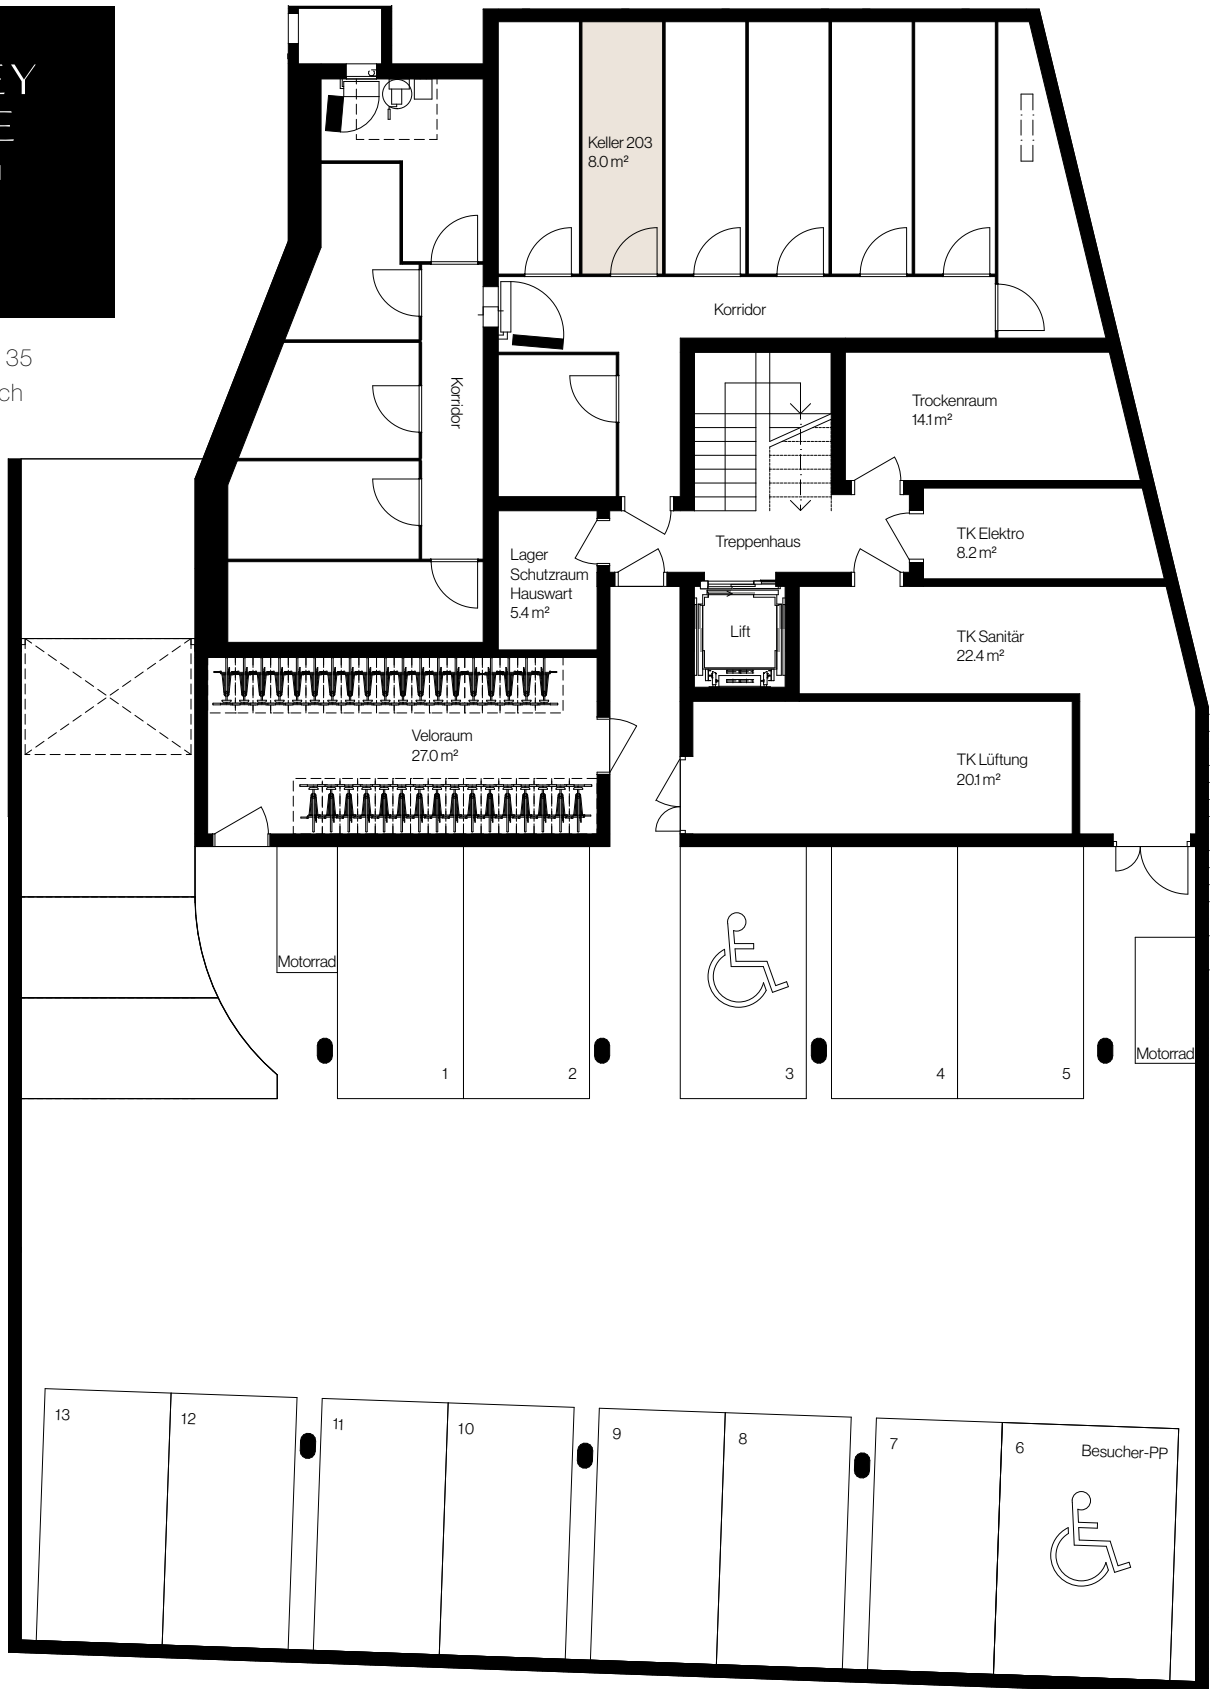 EY
E
35
ch
Keller 203
8.0 m²
Korridor
Korridor
Trockenraum
14.1 m²
TK Elektro
8.2 m²
Treppenhaus
Lager
Schutzraum
Hauswart
5.4 m²
Lift
TK Sanitär
22.4 m²
Veloraum
27.0 m²
TK Lüftung
20.1 m²
Motorrad
Motorrad
1
2
3
4
5
13
12
11
10
9
8
7
6
Besucher-PP